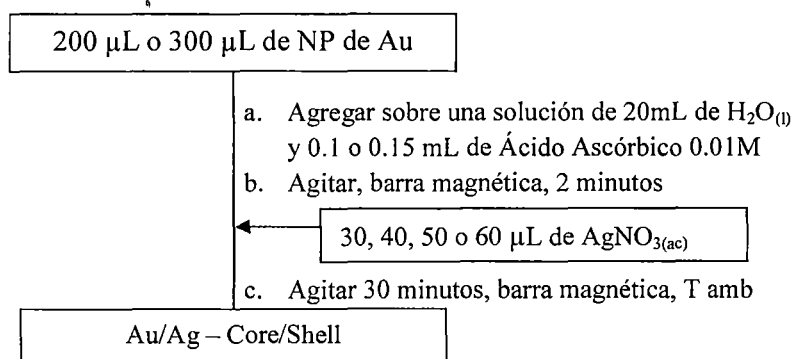 200 µL o 300 µL de NP de Au
a. Agregar sobre una solución de 20mL de H₂O₍ₗ₎
y 0.1 o 0.15 mL de Ácido Ascórbico 0.01M
b. Agitar, barra magnética, 2 minutos
30, 40, 50 o 60 µL de AgNO₃(ac)
c. Agitar 30 minutos, barra magnética, T amb
Au/Ag – Core/Shell